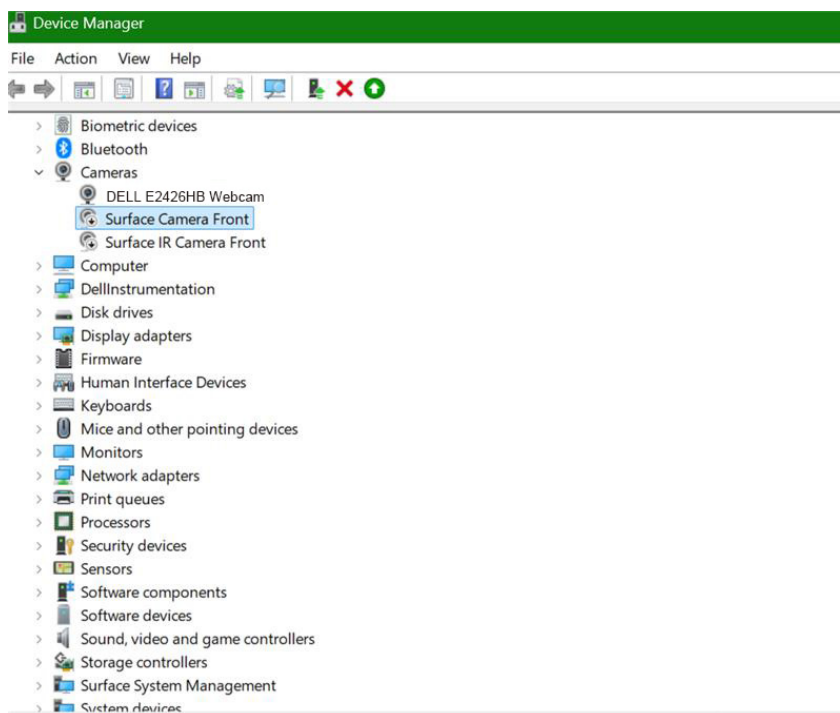 Device Manager
File Action View Help
Biometric devices
Bluetooth
Cameras
DELL E2426HB Webcam
Surface Camera Front
Surface IR Camera Front
Computer
DellInstrumentation
Disk drives
Display adapters
Firmware
Human Interface Devices
Keyboards
Mice and other pointing devices
Monitors
Network adapters
Print queues
Processors
Security devices
Sensors
Software components
Software devices
Sound, video and game controllers
Storage controllers
Surface System Management
System devices